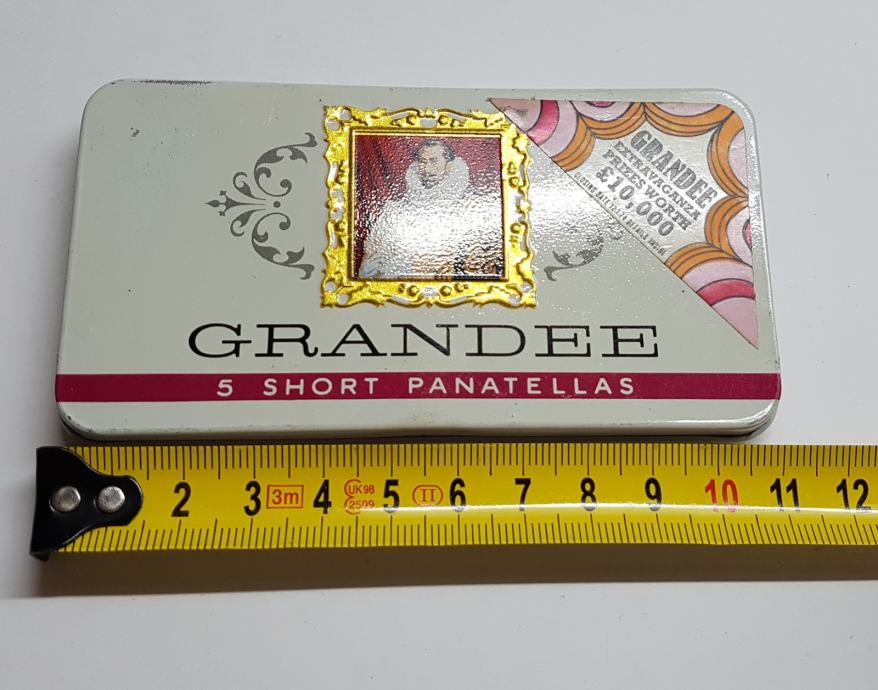 GRANDEE
EXTRAVAGANZA
PRIZES WORTH
£10,000
GRANDEE
5 SHORT PANATELLAS
2 3 3m 4 UK98 2509 5 II 6 7 8 9 10 11 12